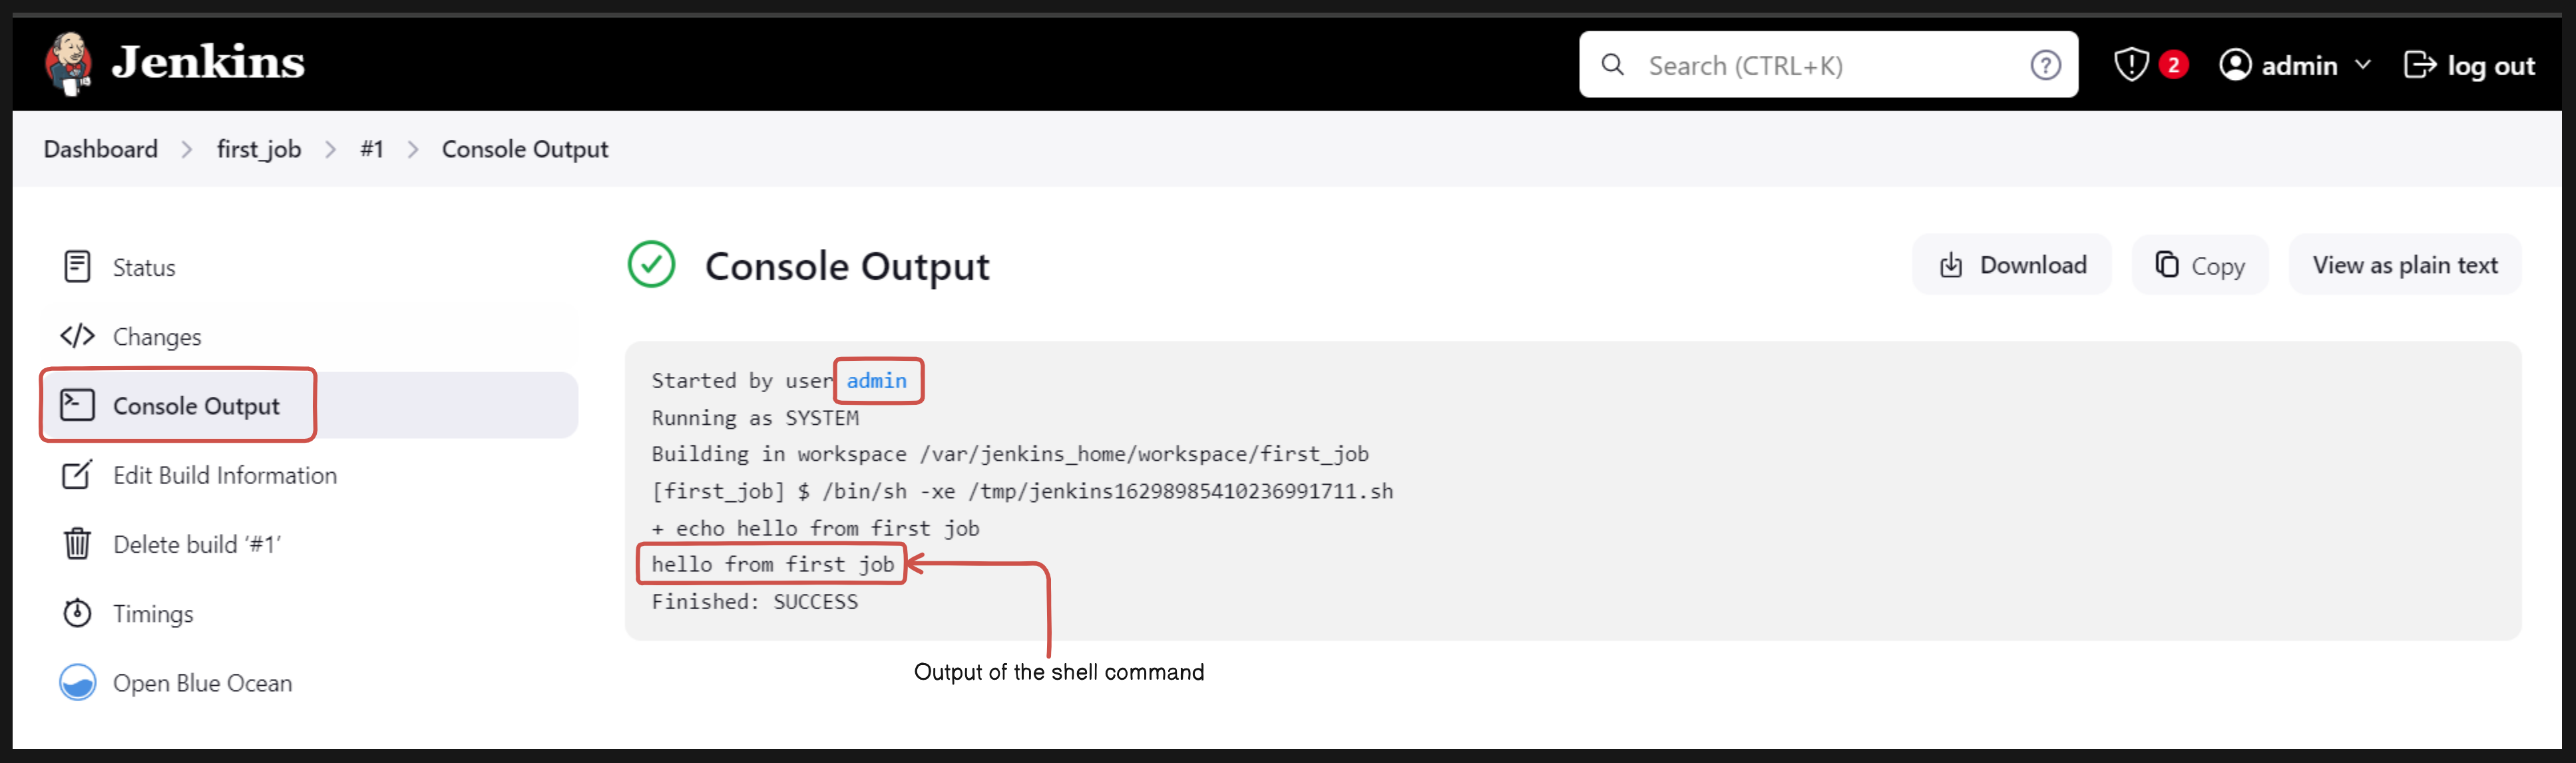 Jenkins
Search (CTRL+K)
2
admin
log out
Dashboard > first_job > #1 > Console Output
Status
Changes
Console Output
Edit Build Information
Delete build '#1'
Timings
Open Blue Ocean
Console Output
Download
Copy
View as plain text
Started by user admin
Running as SYSTEM
Building in workspace /var/jenkins_home/workspace/first_job
[first_job] $ /bin/sh -xe /tmp/jenkins16298985410236991711.sh
+ echo hello from first job
hello from first job
Finished: SUCCESS
Output of the shell command